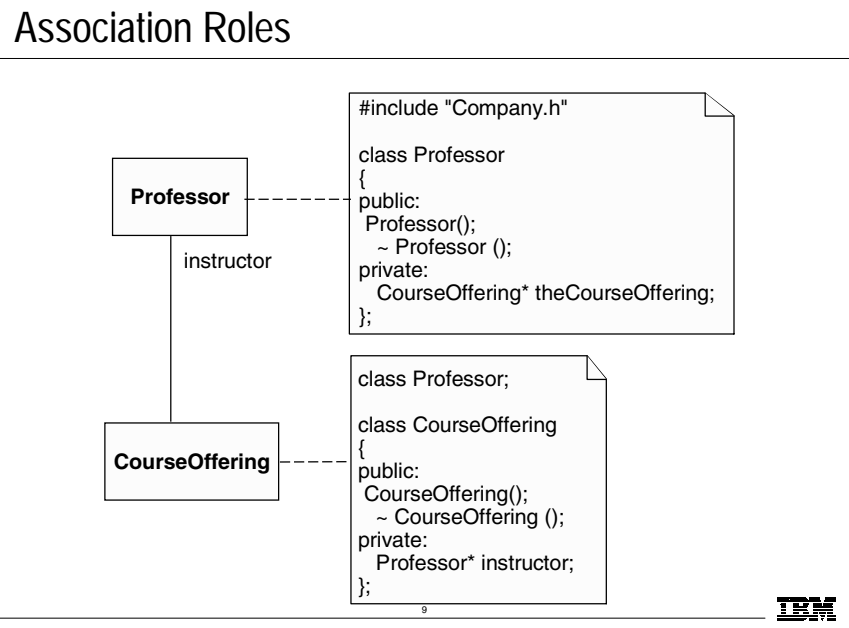 Association Roles
Professor
instructor
CourseOffering
#include "Company.h"
class Professor
{
public:
Professor();
~ Professor ();
private:
CourseOffering* theCourseOffering;
};
class Professor;
class CourseOffering
{
public:
CourseOffering();
~ CourseOffering ();
private:
Professor* instructor;
};
9
IBM